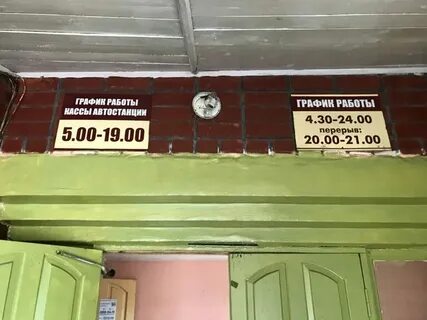 ГРАФИК РАБОТЫ
КАССЫ АВТОСТАНЦИИ
5.00-19.00
ГРАФИК РАБОТЫ
4.30-24.00
перерыв:
20.00-21.00